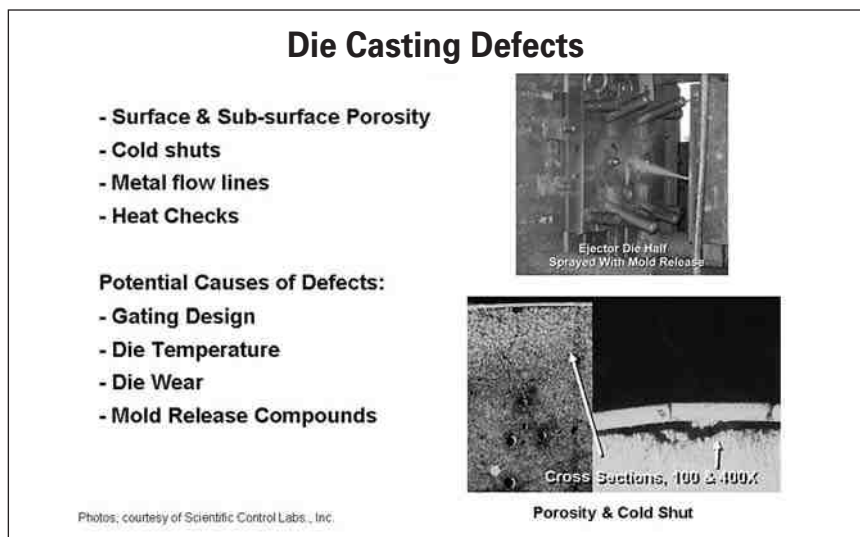 Die Casting Defects
- Surface & Sub-surface Porosity
- Cold shuts
- Metal flow lines
- Heat Checks
Potential Causes of Defects:
- Gating Design
- Die Temperature
- Die Wear
- Mold Release Compounds
Ejector Die Half
Sprayed With Mold Release
Cross Sections, 100 & 400X
Porosity & Cold Shut
Photos, courtesy of Scientific Control Labs., Inc.